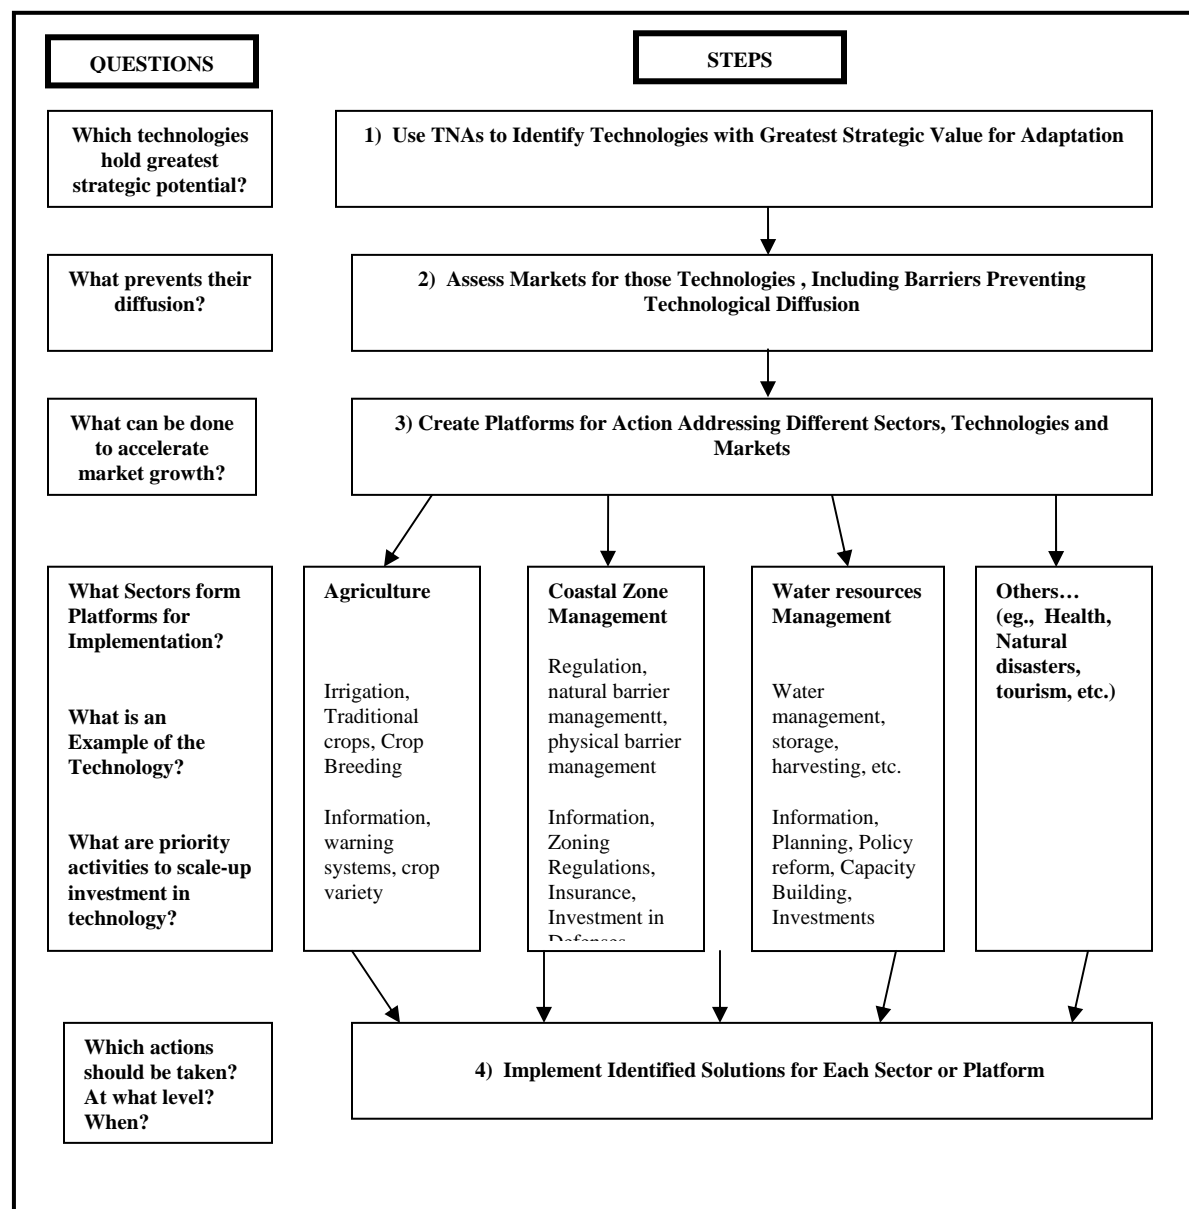 QUESTIONS
STEPS
Which technologies
hold greatest
strategic potential?
1) Use TNAs to Identify Technologies with Greatest Strategic Value for Adaptation
What prevents their
diffusion?
2) Assess Markets for those Technologies , Including Barriers Preventing
Technological Diffusion
What can be done
to accelerate
market growth?
3) Create Platforms for Action Addressing Different Sectors, Technologies and
Markets
What Sectors form
Platforms for
Implementation?
What is an
Example of the
Technology?
What are priority
activities to scale-up
investment in
technology?
Agriculture
Irrigation,
Traditional
crops, Crop
Breeding
Information,
warning
systems, crop
variety
Coastal Zone
Management
Regulation,
natural barrier
managementt,
physical barrier
management
Information,
Zoning
Regulations,
Insurance,
Investment in
Defenses
Water resources
Management
Water
management,
storage,
harvesting, etc.
Information,
Planning, Policy
reform, Capacity
Building,
Investments
Others…
(eg., Health,
Natural
disasters,
tourism, etc.)
Which actions
should be taken?
At what level?
When?
4) Implement Identified Solutions for Each Sector or Platform